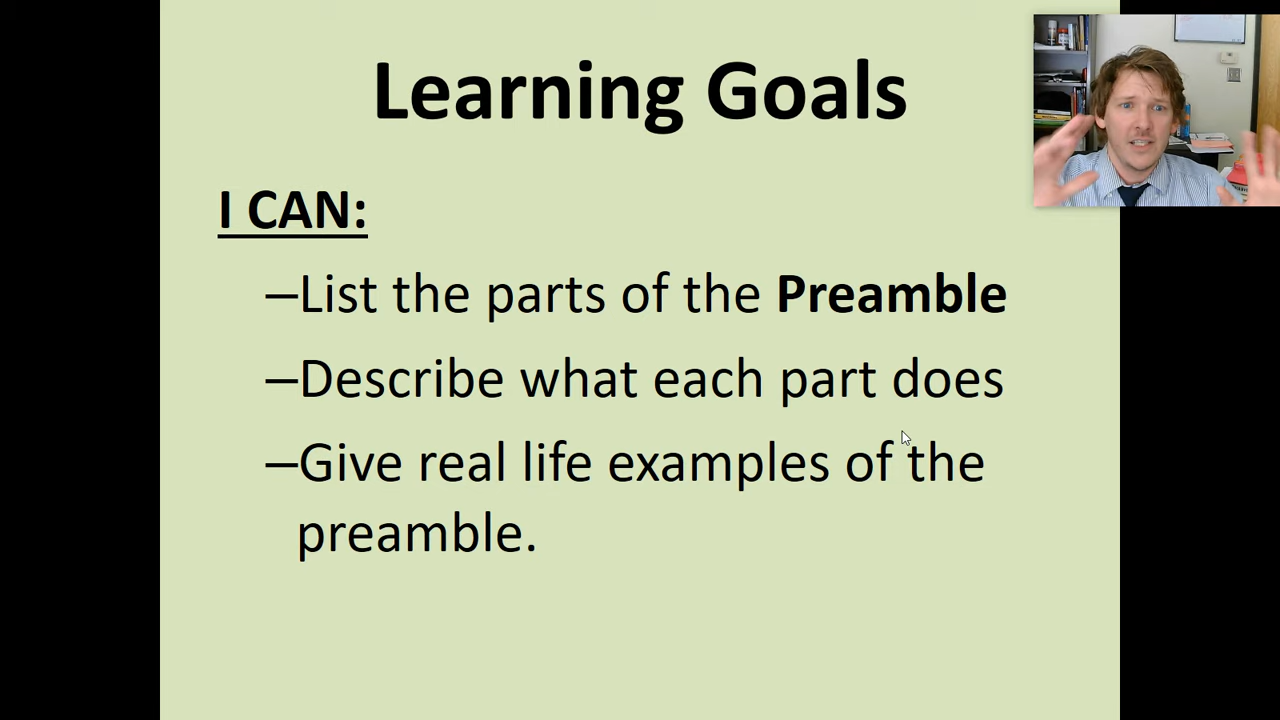 Learning Goals
I CAN:
–List the parts of the Preamble
–Describe what each part does
–Give real life examples of the
preamble.